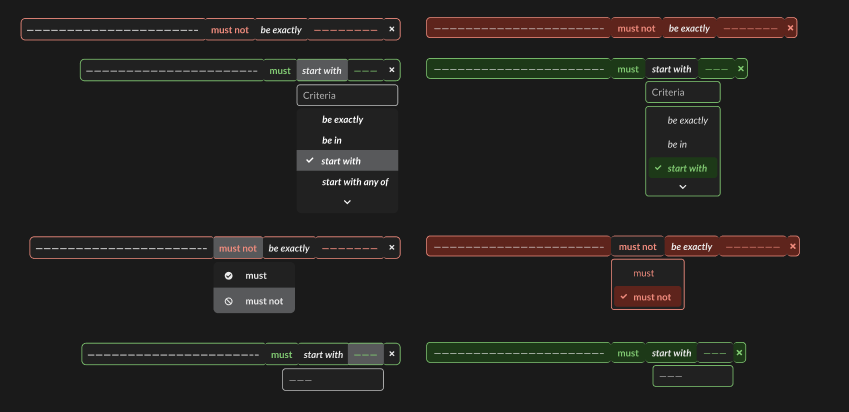 must not be exactly ×
must not be exactly ×
must start with ×
must start with ×
Criteria
be exactly
be in
start with
start with any of
Criteria
be exactly
be in
start with
must not be exactly ×
must not be exactly ×
must
must not
must
must not
must start with ×
must start with ×